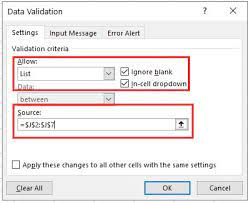 Data Validation
?
×
Settings
Input Message
Error Alert
Validation criteria
Allow:
List
Ignore blank
In-cell dropdown
Data:
between
Source:
=$J$2:$J$7
Apply these changes to all other cells with the same settings
Clear All
OK
Cancel